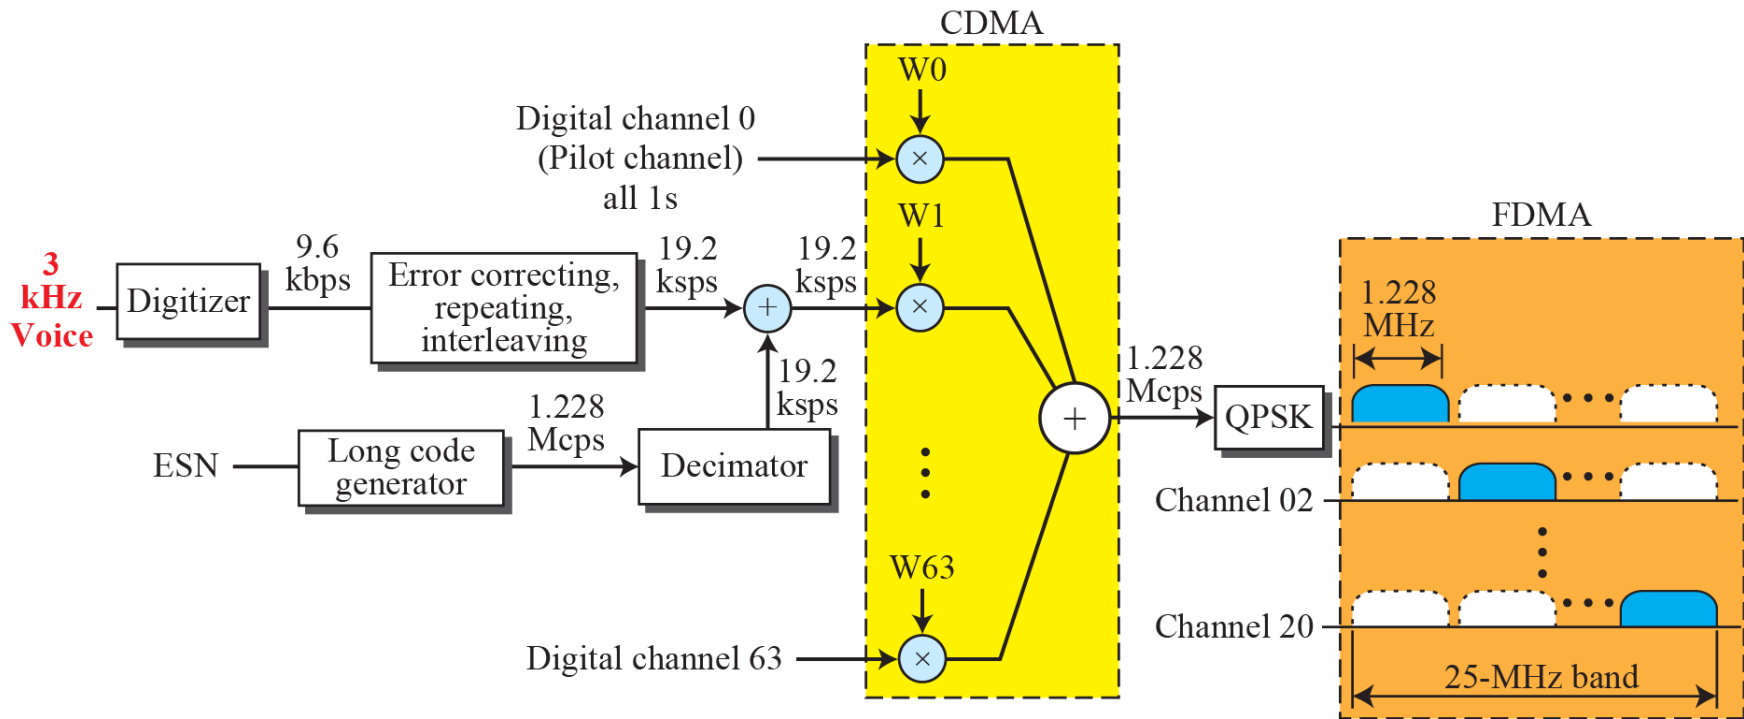 CDMA
W0
Digital channel 0
(Pilot channel)
all 1s
×
W1
FDMA
3
kHz
Voice
Digitizer
9.6
kbps
Error correcting,
repeating,
interleaving
19.2
ksps
+
19.2
ksps
×
1.228
MHz
19.2
ksps
1.228
Mcps
1.228
Mcps
+
QPSK
ESN
Long code
generator
Decimator
Channel 02
W63
Channel 20
Digital channel 63
×
25-MHz band